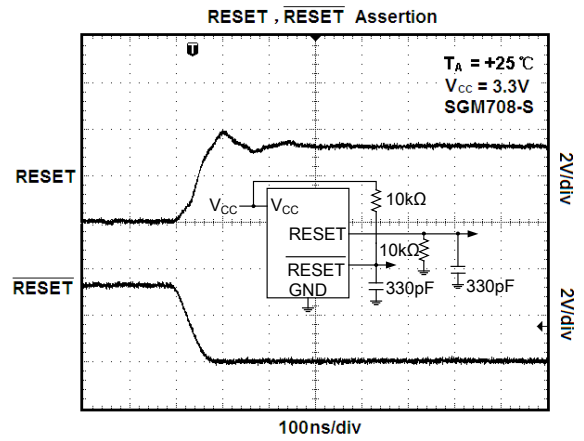 RESET , RESET Assertion
T
T_A = +25 ℃
V_CC = 3.3V
SGM708-S
RESET
2V/div
10kΩ
V_CC
V_CC
RESET
10kΩ
RESET
GND
330pF
330pF
RESET
2V/div
100ns/div